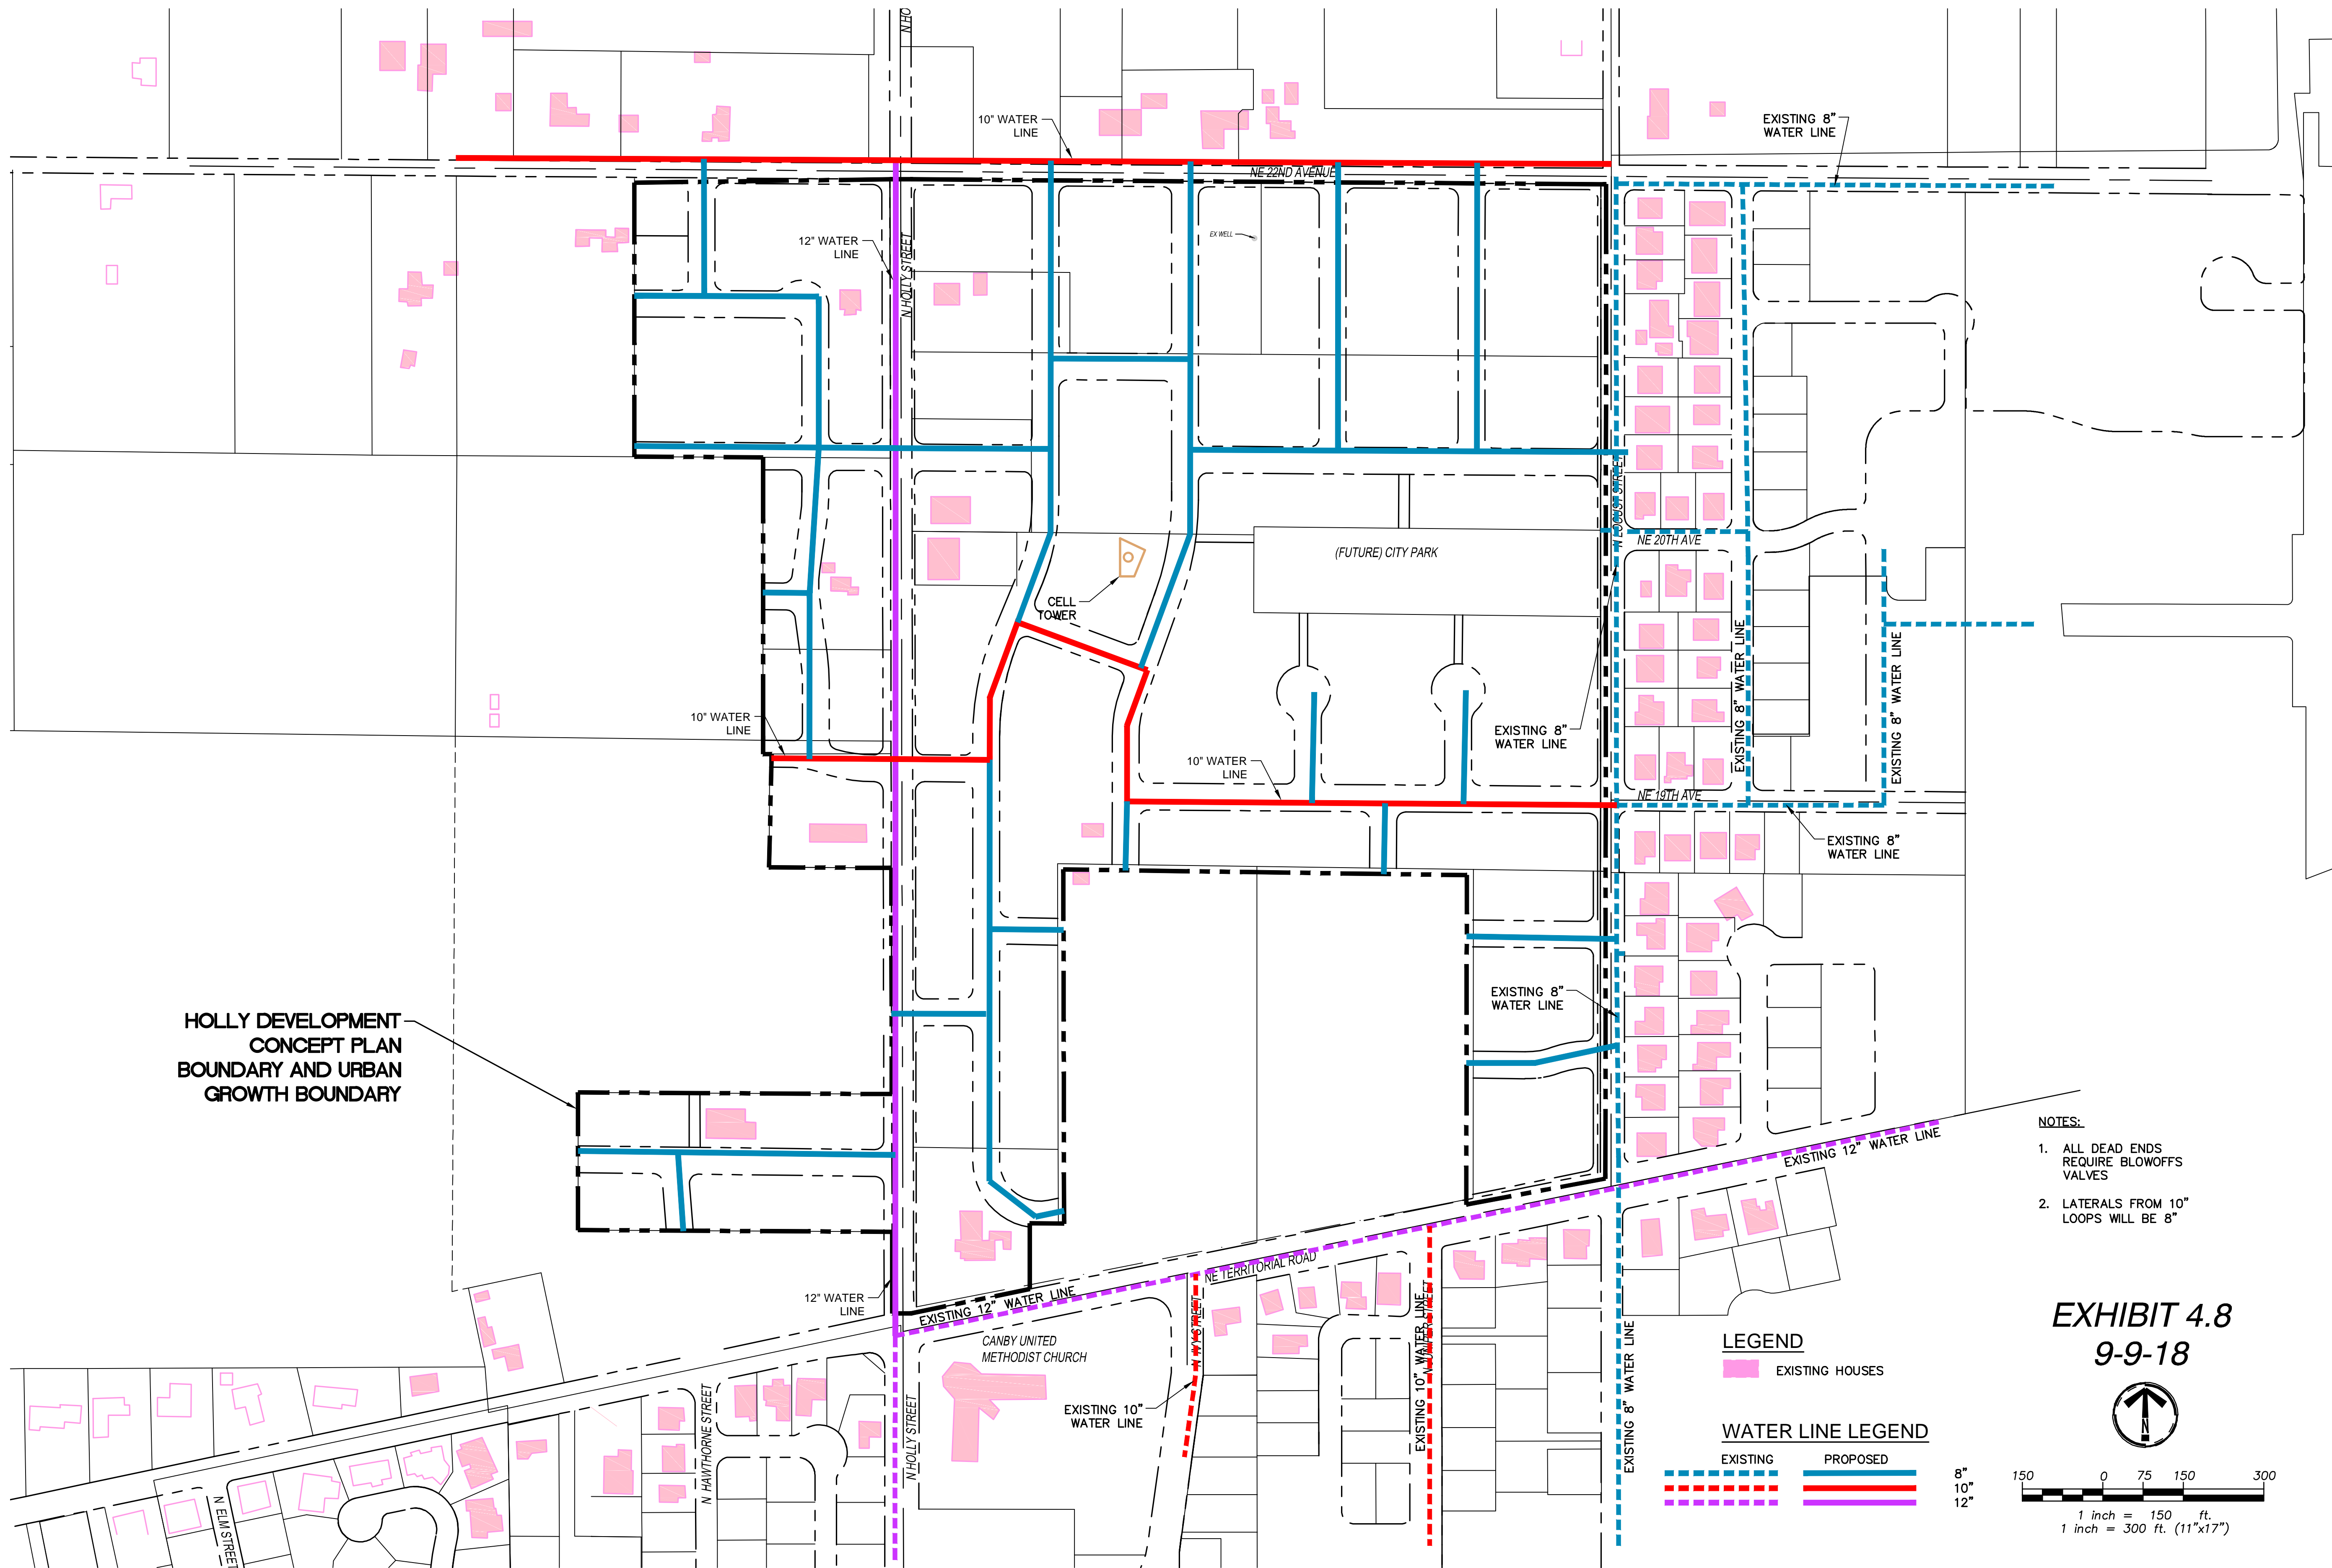 N HO
10" WATER
LINE
EXISTING 8"
WATER LINE
NE 22ND AVENUE
12" WATER
LINE
N HOLLY STREET
EX WELL
N LOCUST STREET
NE 20TH AVE
(FUTURE) CITY PARK
CELL
TOWER
EXISTING 8" WATER LINE
EXISTING 8" WATER LINE
10" WATER
LINE
EXISTING 8"
WATER LINE
10" WATER
LINE
NE 19TH AVE
EXISTING 8"
WATER LINE
EXISTING 8"
WATER LINE
HOLLY DEVELOPMENT
CONCEPT PLAN
BOUNDARY AND URBAN
GROWTH BOUNDARY
EXISTING 12" WATER LINE
NOTES:
1. ALL DEAD ENDS
REQUIRE BLOWOFFS
VALVES
2. LATERALS FROM 10"
LOOPS WILL BE 8"
12" WATER
LINE
EXISTING 12" WATER LINE
NE TERRITORIAL ROAD
CANBY UNITED
METHODIST CHURCH
N IVY STREET
EXISTING 10"
WATER LINE
EXISTING 10" WATER LINE
N JUNIPER STREET
EXISTING 8" WATER LINE
N HOLLY STREET
N HAWTHORNE STREET
N ELM STREET
EXHIBIT 4.8
9-9-18
N
LEGEND
EXISTING HOUSES
WATER LINE LEGEND
EXISTING PROPOSED
8"
10"
12"
150 0 75 150 300
1 inch = 150 ft.
1 inch = 300 ft. (11"x17")